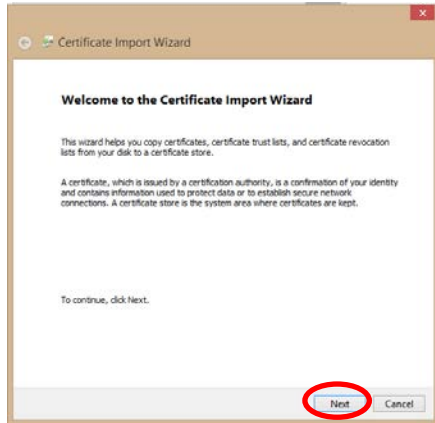 Certificate Import Wizard
Welcome to the Certificate Import Wizard
This wizard helps you copy certificates, certificate trust lists, and certificate revocation
lists from your disk to a certificate store.
A certificate, which is issued by a certification authority, is a confirmation of your identity
and contains information used to protect data or to establish secure network
connections. A certificate store is the system area where certificates are kept.
To continue, click Next.
Next Cancel